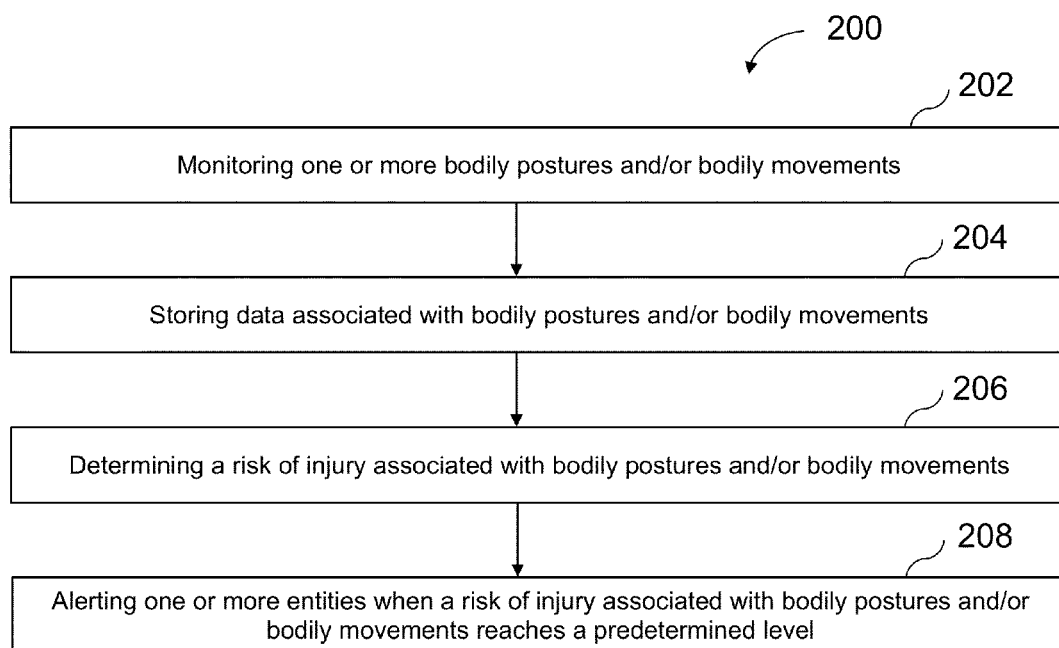 200
202
Monitoring one or more bodily postures and/or bodily movements
204
Storing data associated with bodily postures and/or bodily movements
206
Determining a risk of injury associated with bodily postures and/or bodily movements
208
Alerting one or more entities when a risk of injury associated with bodily postures and/or
bodily movements reaches a predetermined level